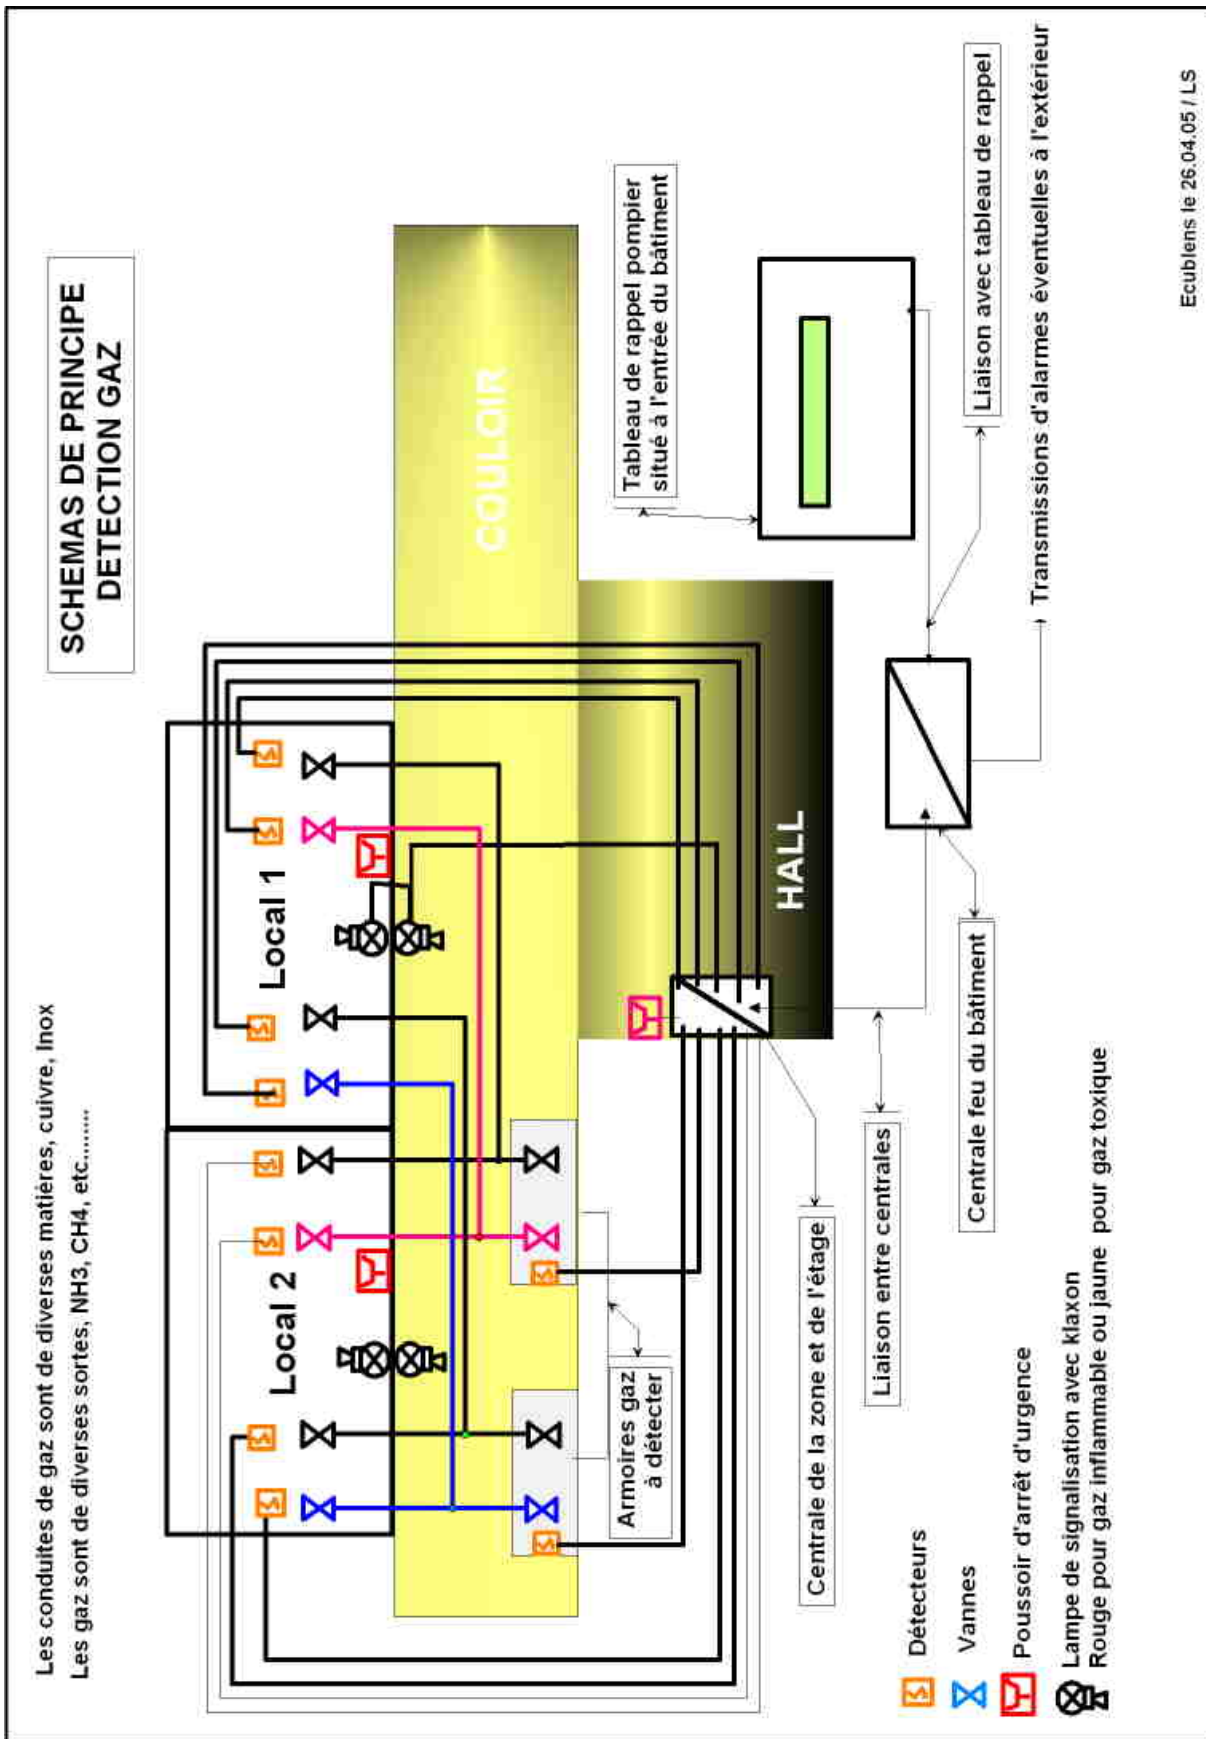 SCHEMAS DE PRINCIPE
DETECTION GAZ
Les conduites de gaz sont de diverses matières, cuivre, Inox
Les gaz sont de diverses sortes, NH3, CH4, etc........
Local 2
Local 1
COULOIR
HALL
Armoires gaz
à détecter
Tableau de rappel pompier
situé à l'entrée du bâtiment
Centrale de la zone et de l'étage
Liaison entre centrales
Centrale feu du bâtiment
Liaison avec tableau de rappel
Transmissions d'alarmes éventuelles à l'extérieur
Détecteurs
Vannes
Poussoir d'arrêt d'urgence
Lampe de signalisation avec klaxon
Rouge pour gaz inflammable ou jaune pour gaz toxique
Ecublens le 26.04.05 / LS